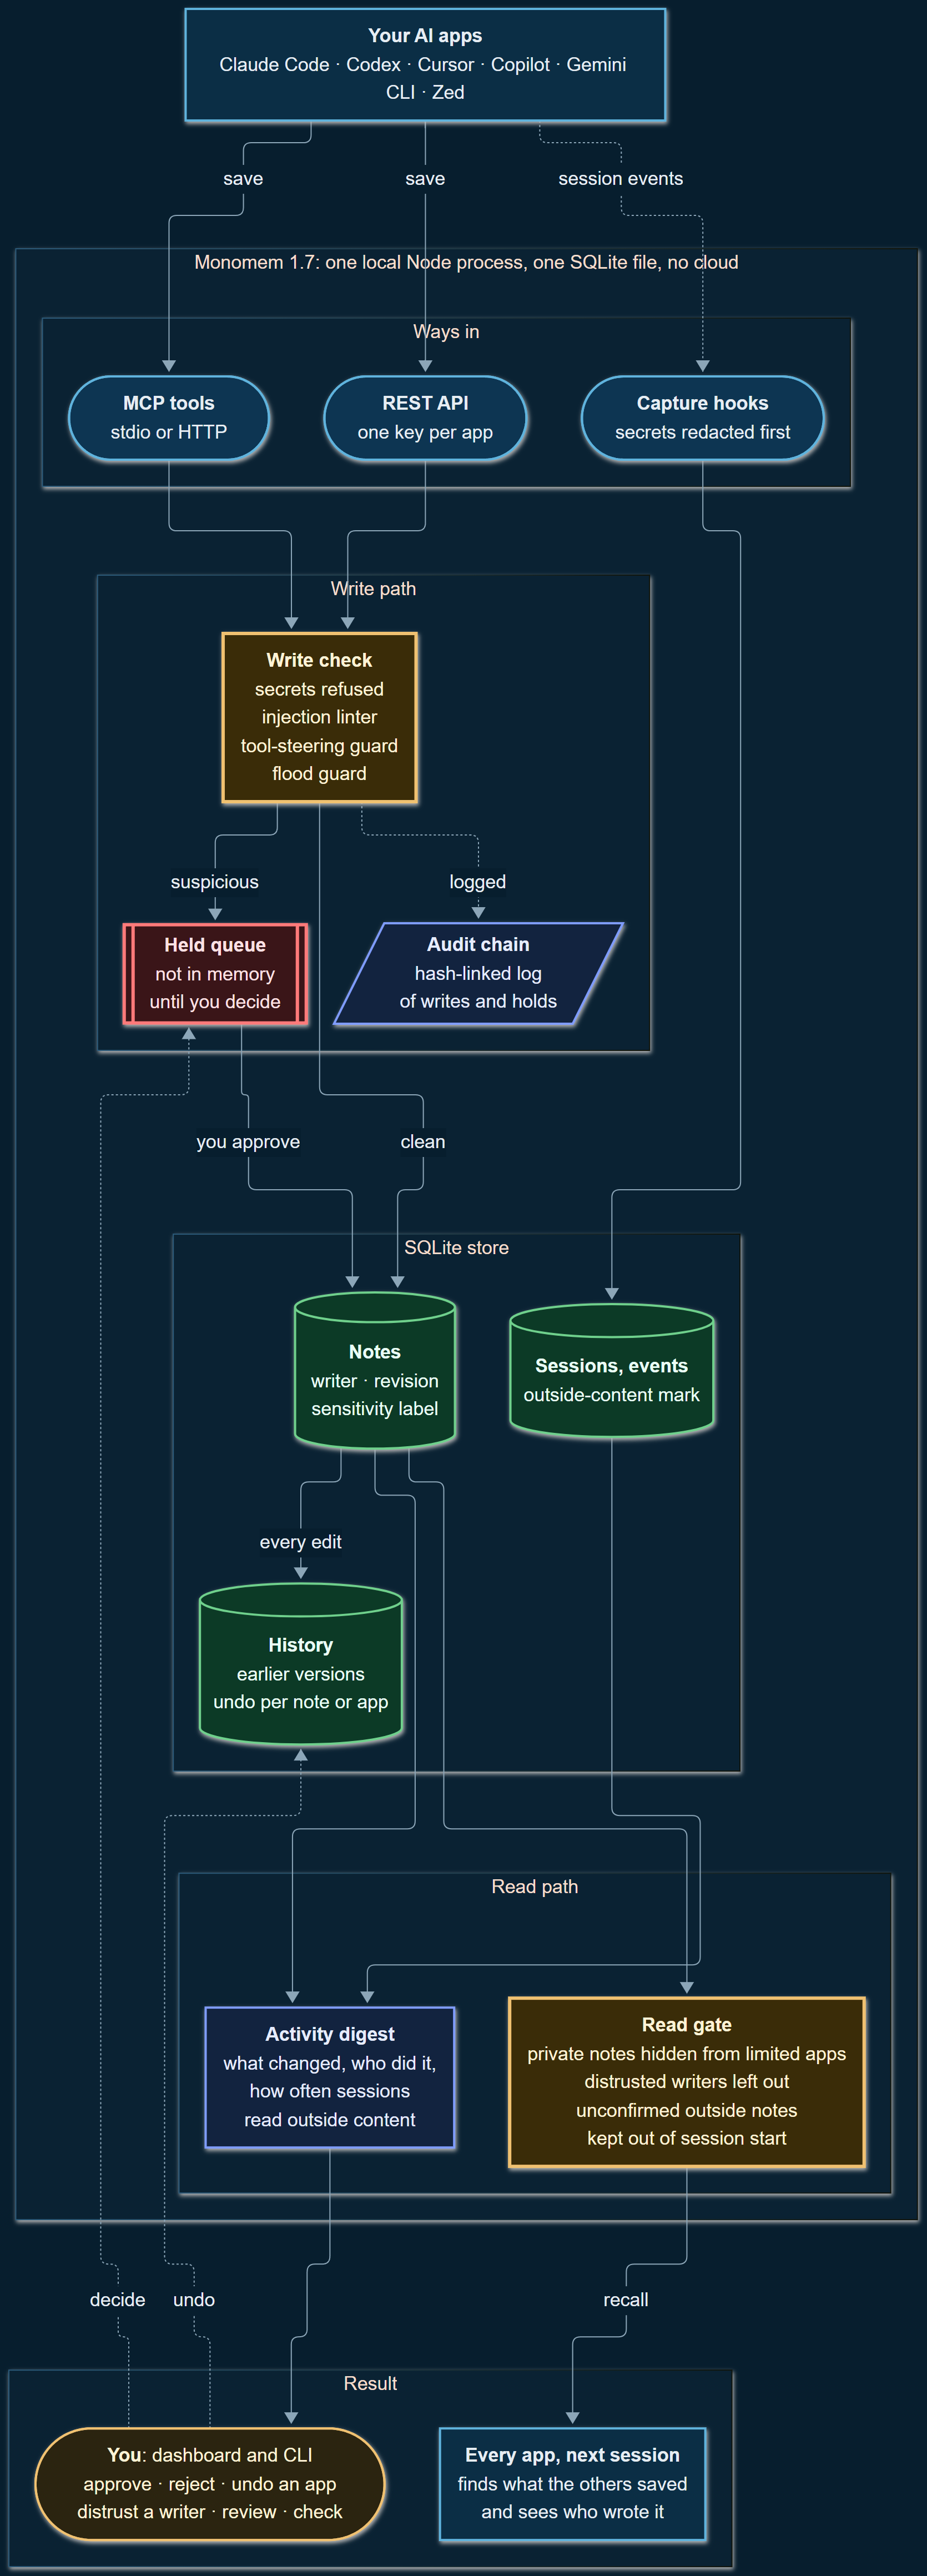 Your AI apps
Claude Code · Codex · Cursor · Copilot · Gemini
CLI · Zed
save
save
session events
Monomem 1.7: one local Node process, one SQLite file, no cloud
Ways in
MCP tools
stdio or HTTP
REST API
one key per app
Capture hooks
secrets redacted first
Write path
Write check
secrets refused
injection linter
tool-steering guard
flood guard
suspicious
logged
Held queue
not in memory
until you decide
Audit chain
hash-linked log
of writes and holds
you approve
clean
SQLite store
Notes
writer · revision
sensitivity label
Sessions, events
outside-content mark
every edit
History
earlier versions
undo per note or app
Read path
Activity digest
what changed, who did it,
how often sessions
read outside content
Read gate
private notes hidden from limited apps
distrusted writers left out
unconfirmed outside notes
kept out of session start
decide
undo
recall
Result
You: dashboard and CLI
approve · reject · undo an app
distrust a writer · review · check
Every app, next session
finds what the others saved
and sees who wrote it